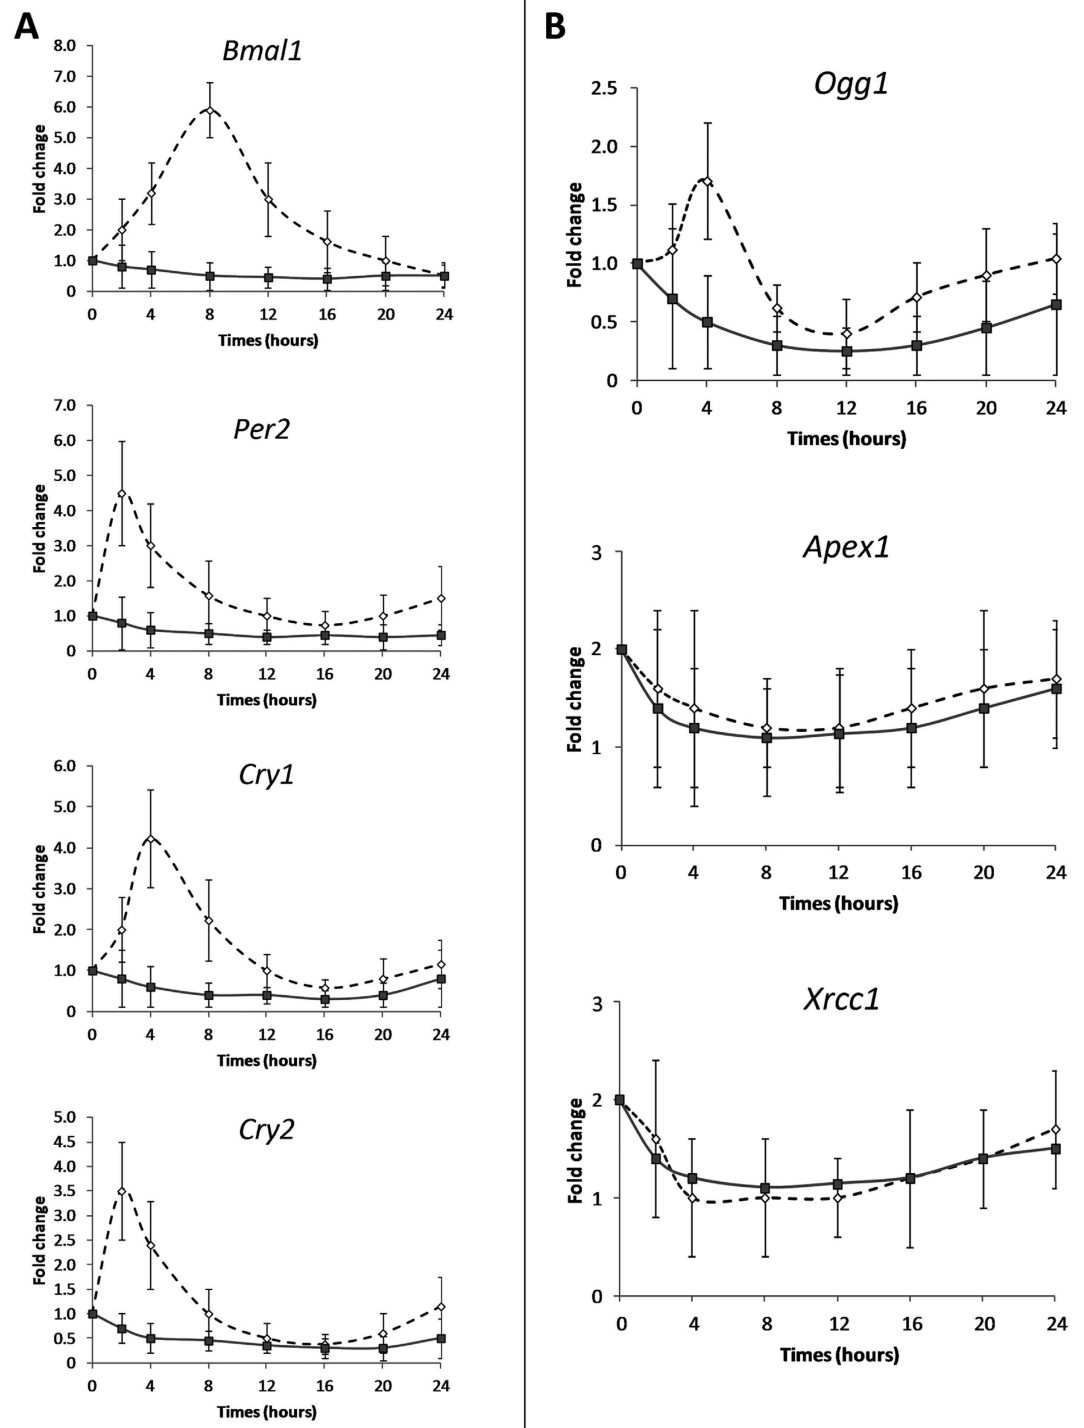 A
Bmal1
Fold chnage
8.0
7.0
6.0
5.0
4.0
3.0
2.0
1.0
0
0 4 8 12 16 20 24
Times (hours)
Per2
Fold change
7.0
6.0
5.0
4.0
3.0
2.0
1.0
0
0 4 8 12 16 20 24
Times (hours)
Cry1
Fold change
6.0
5.0
4.0
3.0
2.0
1.0
0
0 4 8 12 16 20 24
Times (hours)
Cry2
Fold change
5.0
4.5
4.0
3.5
3.0
2.5
2.0
1.5
1.0
0.5
0
0 4 8 12 16 20 24
Times (hours)
B
Ogg1
Fold change
2.5
2.0
1.5
1.0
0.5
0
0 4 8 12 16 20 24
Times (hours)
Apex1
Fold change
3
2
1
0
0 4 8 12 16 20 24
Times (hours)
Xrcc1
Fold change
3
2
1
0
0 4 8 12 16 20 24
Times (hours)